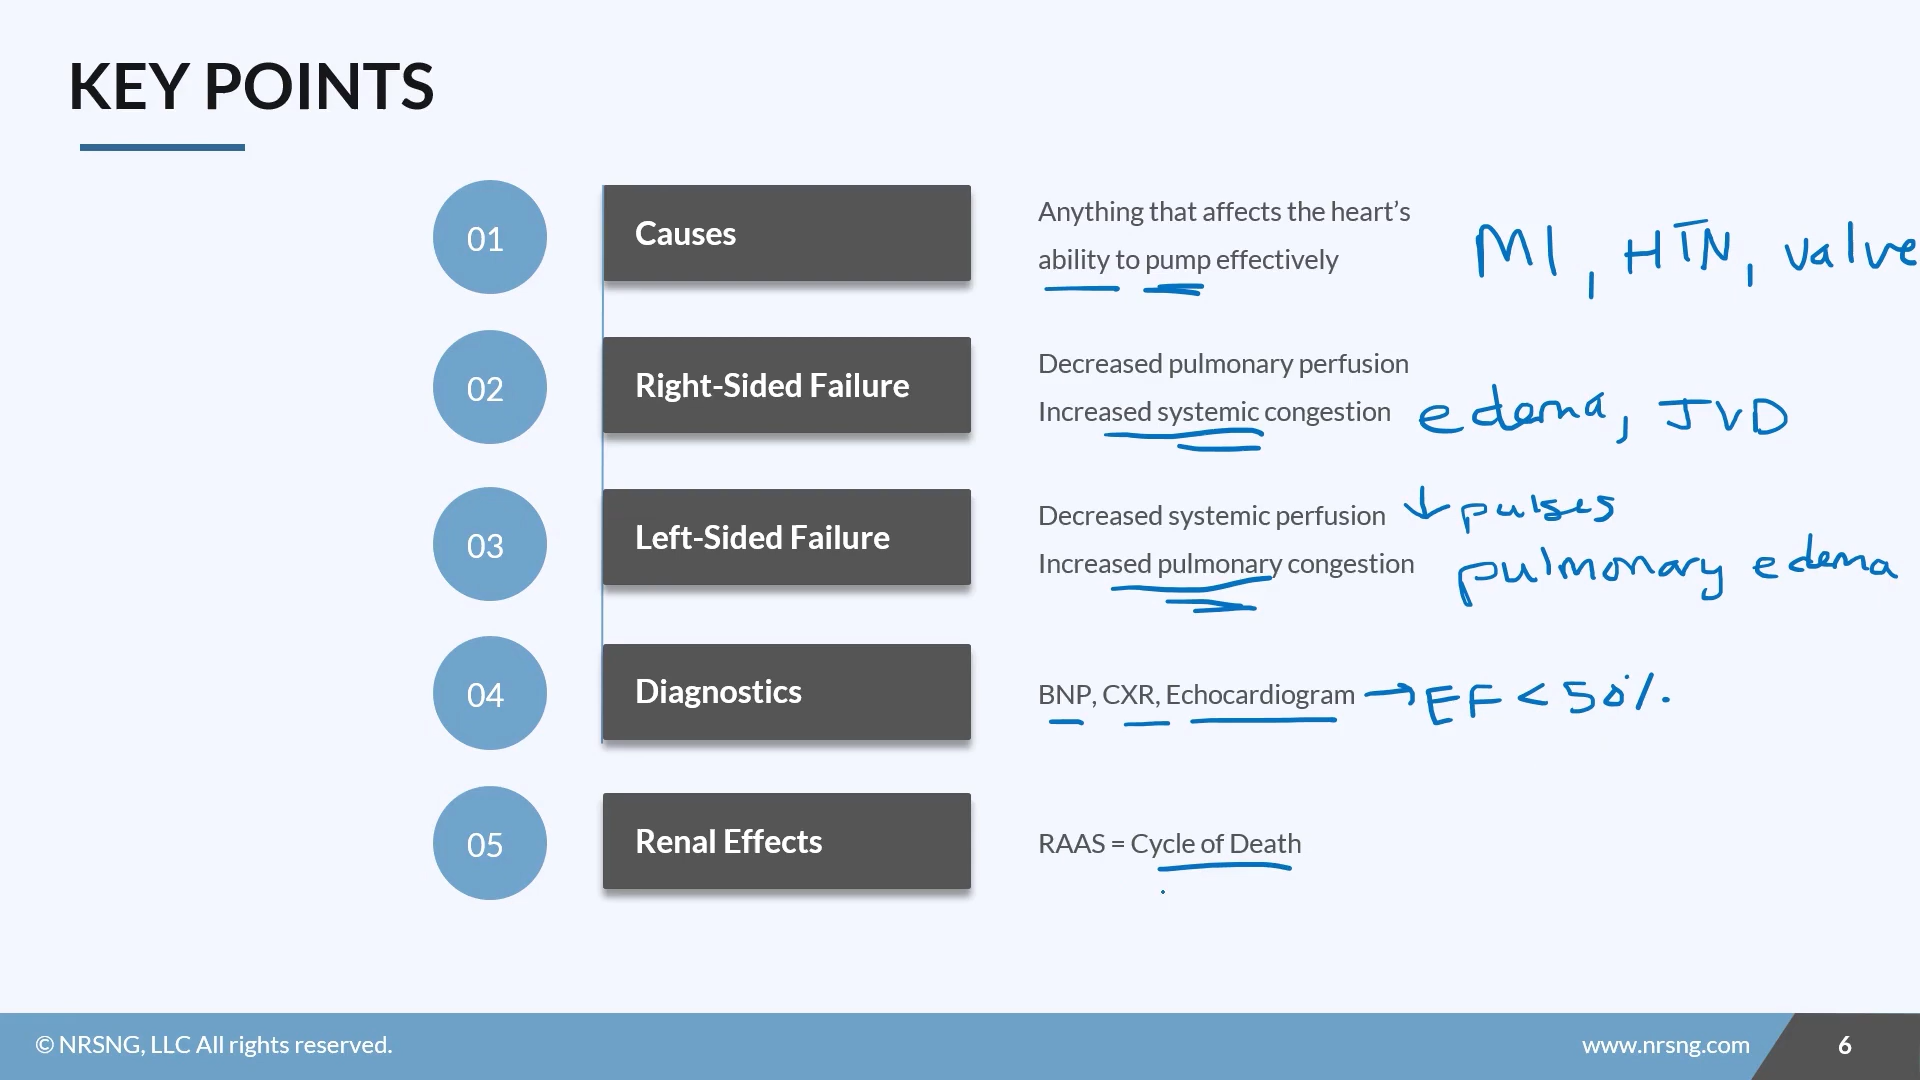 KEY POINTS
01
Causes
Anything that affects the heart’s
ability to pump effectively
MI, HTN, valve
02
Right-Sided Failure
Decreased pulmonary perfusion
Increased systemic congestion
edema, JVD
03
Left-Sided Failure
Decreased systemic perfusion
↓ pulses
Increased pulmonary congestion
pulmonary edema
04
Diagnostics
BNP, CXR, Echocardiogram
→ EF < 50%
05
Renal Effects
RAAS = Cycle of Death
© NRSNG, LLC All rights reserved.
www.nrsng.com
6